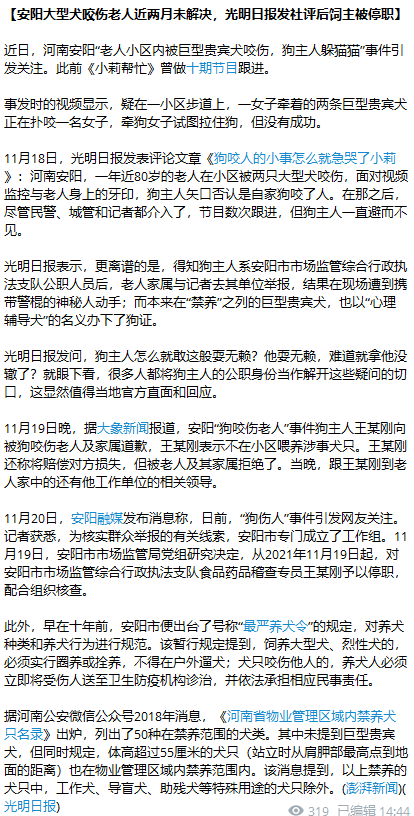 【安阳大型犬咬伤老人近两月未解决，光明日报发社评后饲主被停职】
近日，河南安阳“老人小区内被巨型贵宾犬咬伤，狗主人躲猫猫”事件引
发关注。此前《小莉帮忙》曾做十期节目跟进。
事发时的视频显示，疑在一小区步道上，一女子牵着的两条巨型贵宾犬
正在扑咬一名女子，牵狗女子试图拉住狗，但没有成功。
11月18日，光明日报发表评论文章《狗咬人的小事怎么就急哭了小莉
》：河南安阳，一年近80岁的老人在小区被两只大型犬咬伤，面对视频
监控与老人身上的牙印，狗主人矢口否认是自家狗咬了人。在那之后，
尽管民警、城管和记者都介入了，节目数次跟进，但狗主人一直避而不
见。
光明日报表示，更离谱的是，得知狗主人系安阳市市场监管综合行政执
法支队公职人员后，老人家属与记者去其单位举报，结果在现场遭到携
带警棍的神秘人动手；而本来在“禁养”之列的巨型贵宾犬，也以“心理
辅导犬”的名义办下了狗证。
光明日报发问，狗主人怎么就敢这般耍无赖？他耍无赖，难道就拿他没
辙了？就眼下看，很多人都将狗主人的公职身份当作解开这些疑问的切
口，这显然值得当地官方直面和回应。
11月19日晚，据大象新闻报道，安阳“狗咬伤老人”事件狗主人王某刚向
被狗咬伤老人及家属道歉，王某刚表示不在小区喂养涉事犬只。王某刚
还称将赔偿对方损失，但被老人及其家属拒绝了。当晚，跟王某刚到老
人家中的还有他工作单位的相关领导。
11月20日，安阳融媒发布消息称，日前，“狗伤人”事件引发网友关注。
记者获悉，为核实群众举报的有关线索，安阳市专门成立了工作组。11
月19日，安阳市市场监管局党组研究决定，从2021年11月19日起，对
安阳市市场监管综合行政执法支队食品药品稽查专员王某刚予以停职，
配合组织核查。
此外，早在十年前，安阳市便出台了号称“最严养犬令”的规定，对养犬
种类和养犬行为进行规范。该暂行规定提到，饲养大型犬、烈性犬的，
必须实行圈养或拴养，不得在户外遛犬；犬只咬伤他人的，养犬人必须
立即将受伤人送至卫生防疫机构诊治，并依法承担相应民事责任。
据河南公安微信公众号2018年消息，《河南省物业管理区域内禁养犬
只名录》出炉，列出了50种在禁养范围的犬类。其中未提到巨型贵宾
犬，但同时规定，体高超过55厘米的犬只（站立时从肩胛部最高点到地
面的距离）也在物业管理区域内禁养范围内。该消息提到，以上禁养的
犬只中，工作犬、导盲犬、助残犬等特殊用途的犬只除外。(澎湃新闻)(
光明日报)
319 已编辑 14:44